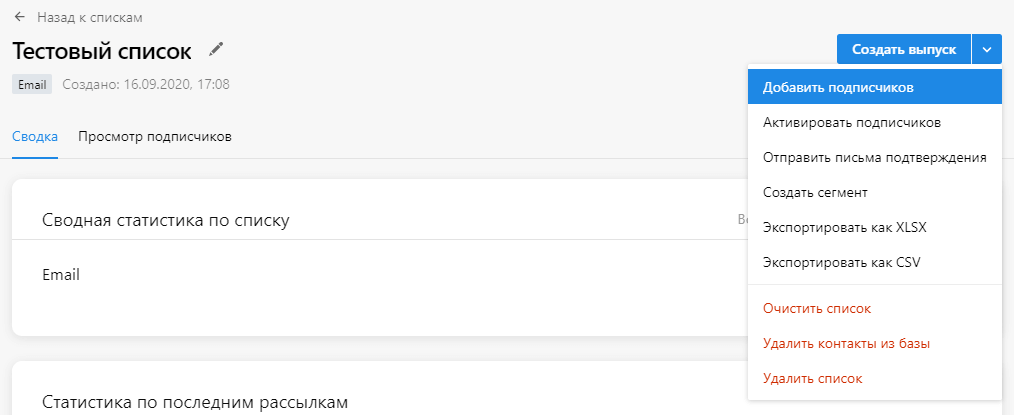 Назад к спискам
Тестовый список
Создать выпуск
Email Создано: 16.09.2020, 17:08
Добавить подписчиков
Активировать подписчиков
Сводка Просмотр подписчиков
Отправить письма подтверждения
Создать сегмент
Сводная статистика по списку
Экспортировать как XLSX
Экспортировать как CSV
Email
Очистить список
Удалить контакты из базы
Удалить список
Статистика по последним рассылкам